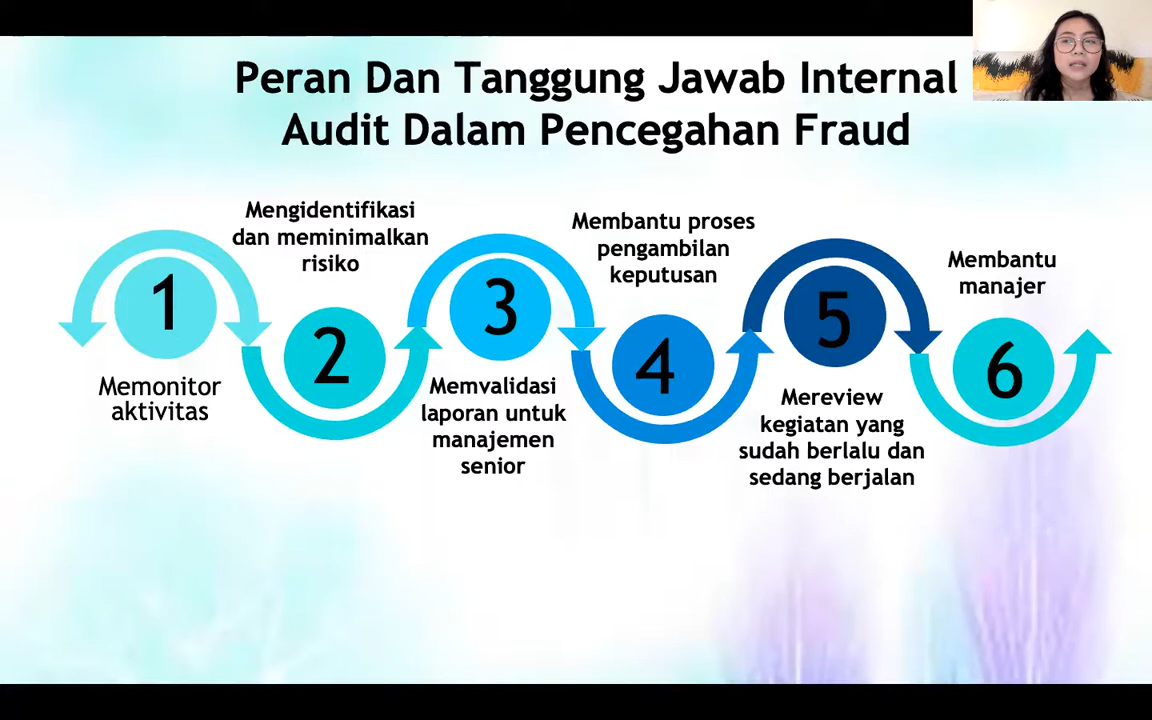 Peran Dan Tanggung Jawab Internal
Audit Dalam Pencegahan Fraud
1
Memonitor
aktivitas
Mengidentifikasi
dan meminimalkan
risiko
2
3
Memvalidasi
laporan untuk
manajemen
senior
Membantu proses
pengambilan
keputusan
4
5
Mereview
kegiatan yang
sudah berlalu dan
sedang berjalan
Membantu
manajer
6